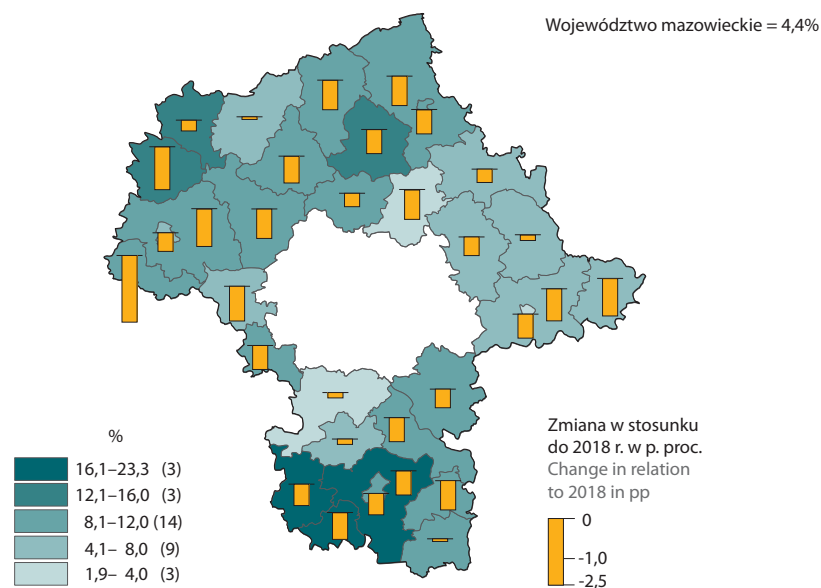 Województwo mazowieckie = 4,4%
%
16,1–23,3 (3)
12,1–16,0 (3)
8,1–12,0 (14)
4,1– 8,0 (9)
1,9– 4,0 (3)
Zmiana w stosunku
do 2018 r. w p. proc.
Change in relation
to 2018 in pp
0
-1,0
-2,5